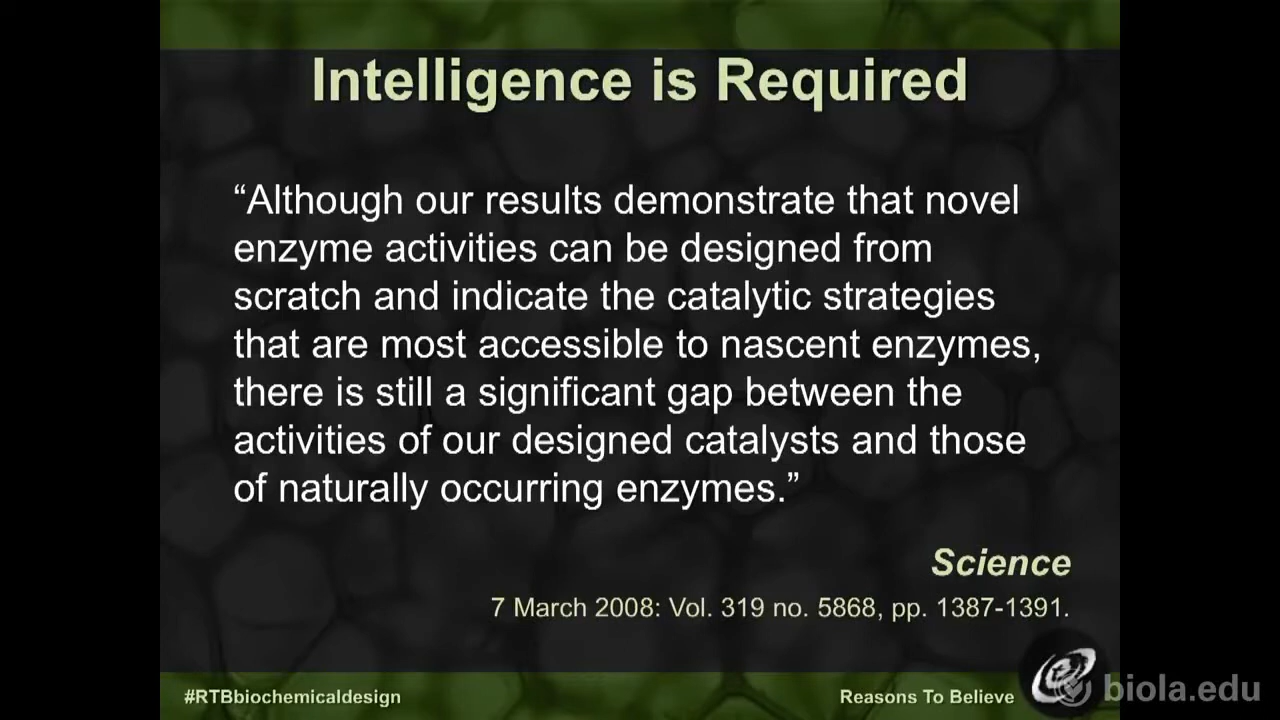 Intelligence is Required
“Although our results demonstrate that novel
enzyme activities can be designed from
scratch and indicate the catalytic strategies
that are most accessible to nascent enzymes,
there is still a significant gap between the
activities of our designed catalysts and those
of naturally occurring enzymes.”
Science
7 March 2008: Vol. 319 no. 5868, pp. 1387-1391.
#RTBbiochemicaldesign
Reasons To Believe
biola.edu